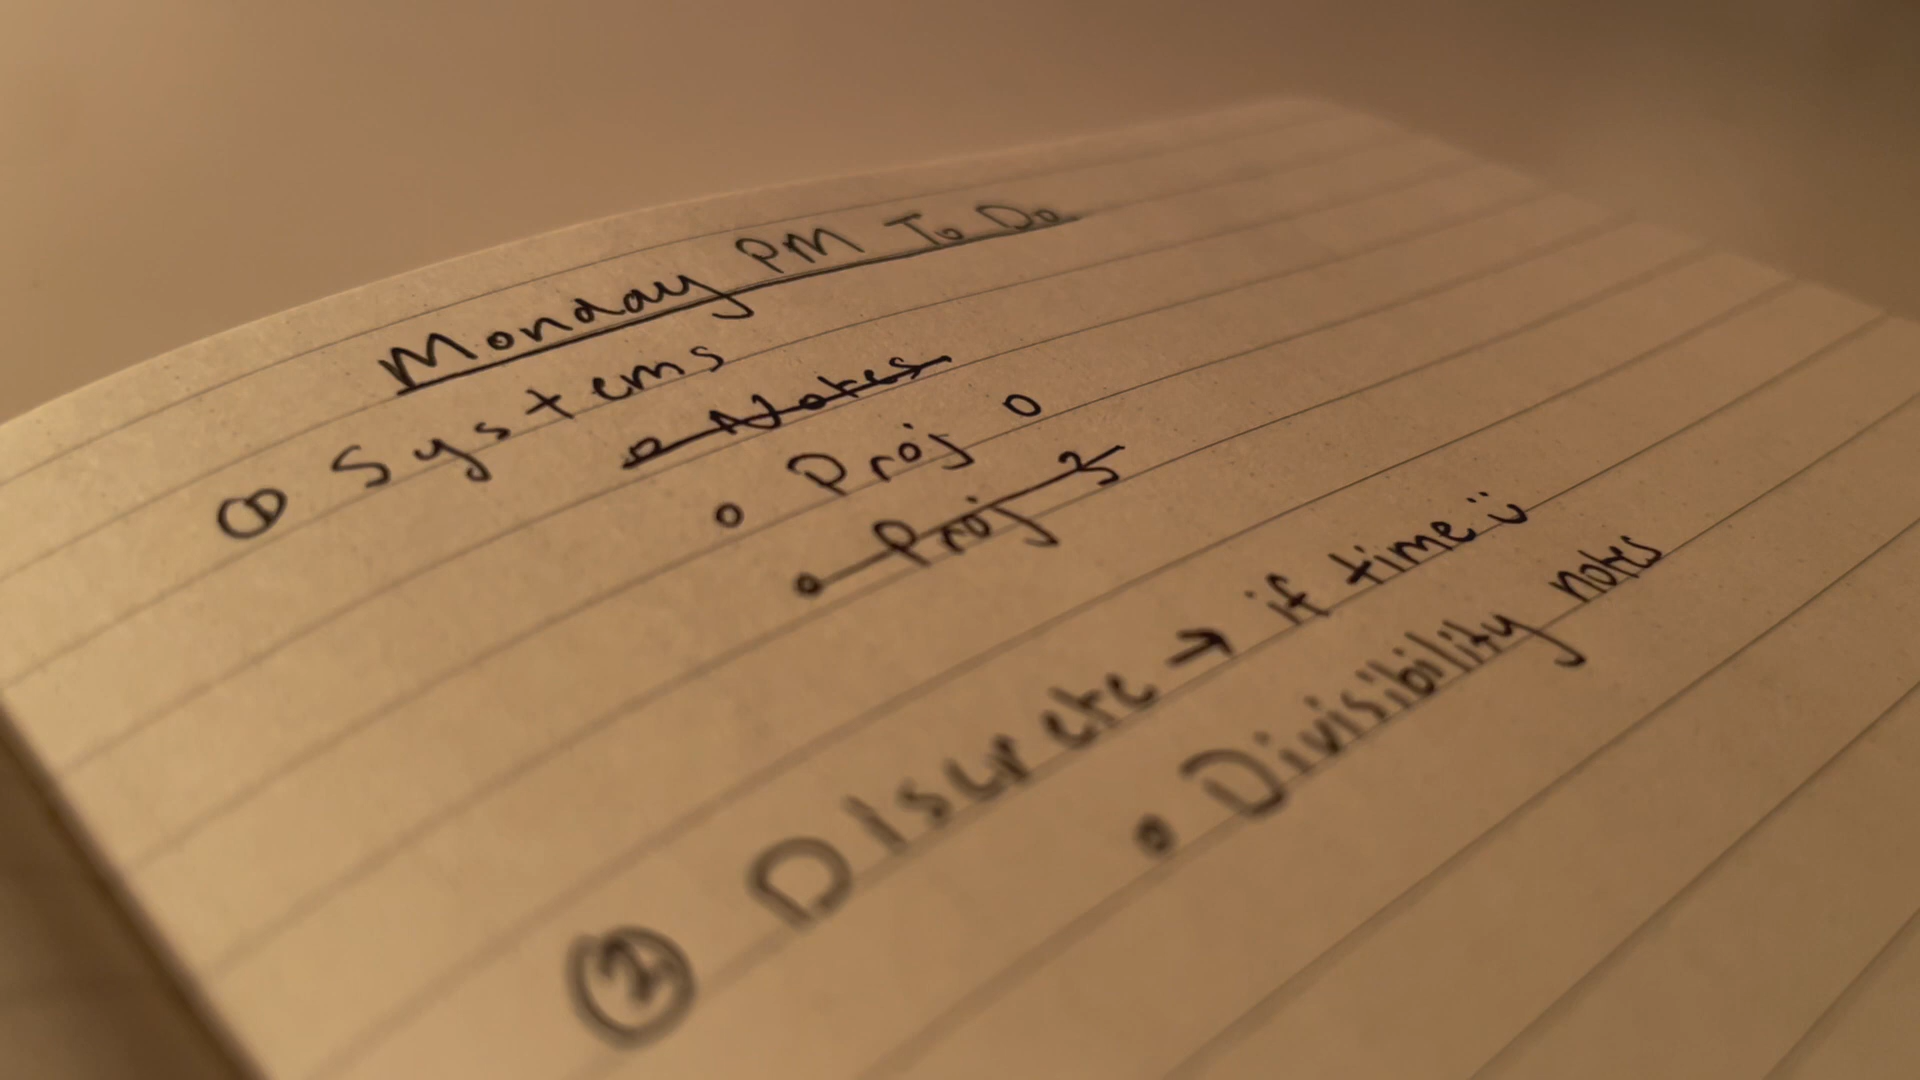 Monday PM To Do
① Systems
Notes
Proj 0
Proj 3
② Discrete → if time ü
Divisibility notes